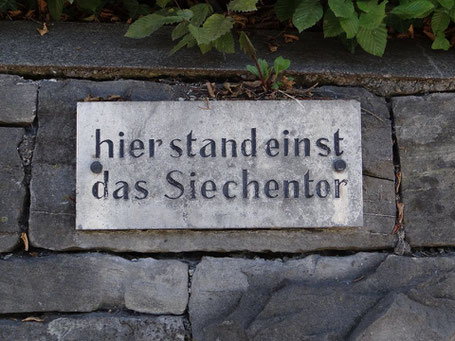 hier stand einst
das Siechentor